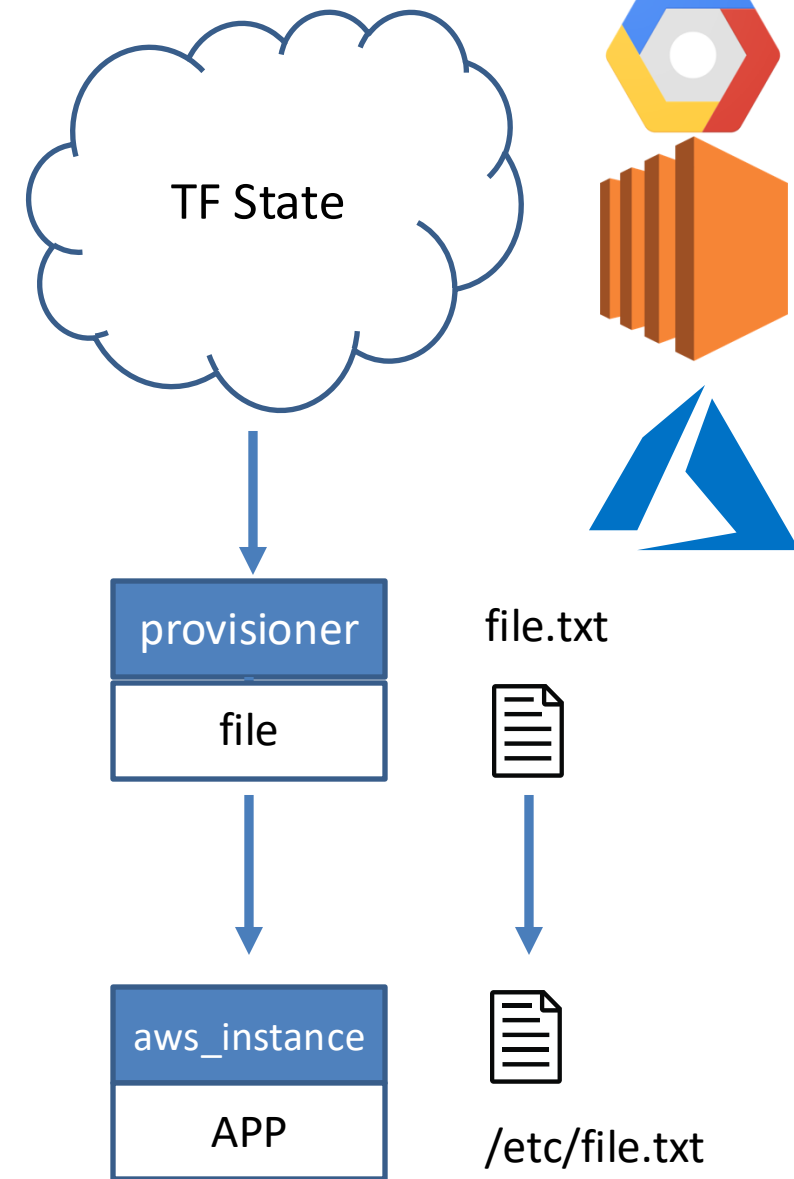 TF State
provisioner
file.txt
file
aws_instance
APP
/etc/file.txt